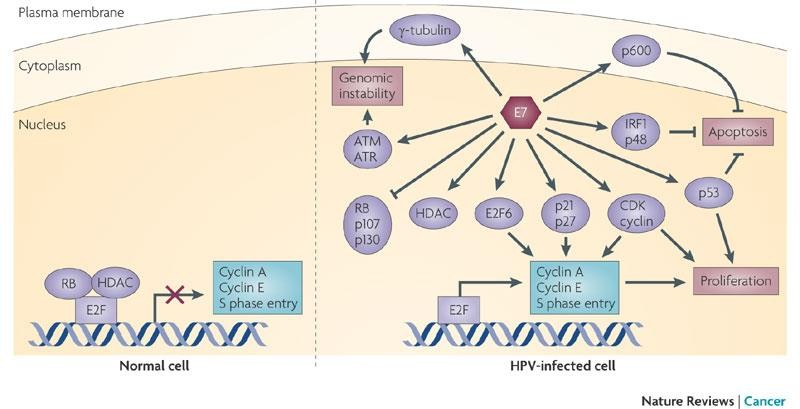 Plasma membrane
Cytoplasm
Nucleus
RB
HDAC
E2F
Cyclin A
Cyclin E
S phase entry
Normal cell
γ-tubulin
p600
Genomic
instability
E7
IRF1
p48
Apoptosis
ATM
ATR
RB
p107
p130
HDAC
E2F6
p21
p27
CDK
cyclin
p53
Cyclin A
Cyclin E
S phase entry
Proliferation
E2F
HPV-infected cell
Nature Reviews | Cancer